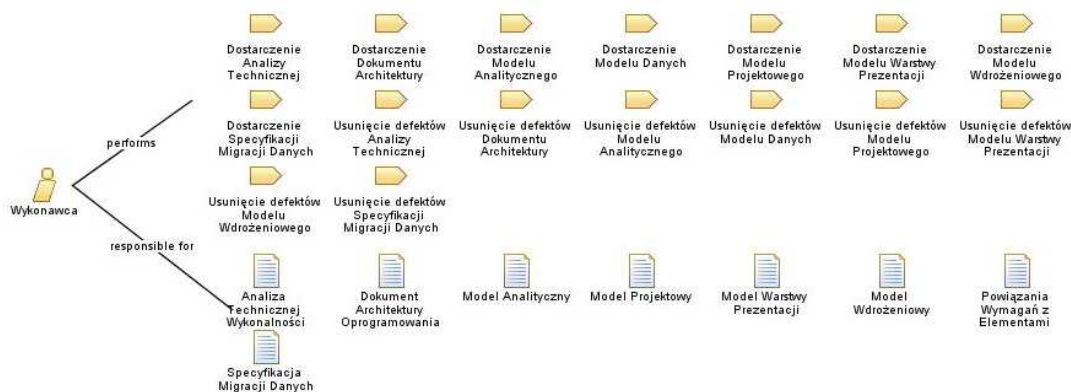 Dostarczenie
Analizy
Technicznej
Dostarczenie
Dokumentu
Architektury
Dostarczenie
Modelu
Analitycznego
Dostarczenie
Modelu Danych
Dostarczenie
Modelu
Projektowego
Dostarczenie
Modelu Warstwy
Prezentacji
Dostarczenie
Modelu
Wdrożeniowego
performs
Dostarczenie
Specyfikacji
Migracji Danych
Usunięcie defektów
Analizy
Technicznej
Usunięcie defektów
Dokumentu
Architektury
Usunięcie defektów
Modelu
Analitycznego
Usunięcie defektów
Modelu Danych
Usunięcie defektów
Modelu
Projektowego
Usunięcie defektów
Modelu Warstwy
Prezentacji
Wykonawca
Usunięcie defektów
Modelu
Wdrożeniowego
Usunięcie defektów
Specyfikacji
Migracji Danych
responsible for
Analiza
Technicznej
Wykonalności
Dokument
Architektury
Oprogramowania
Model Analityczny
Model Projektowy
Model Warstwy
Prezentacji
Model
Wdrożeniowy
Powiązania
Wymagań z
Elementami
Specyfikacja
Migracji Danych